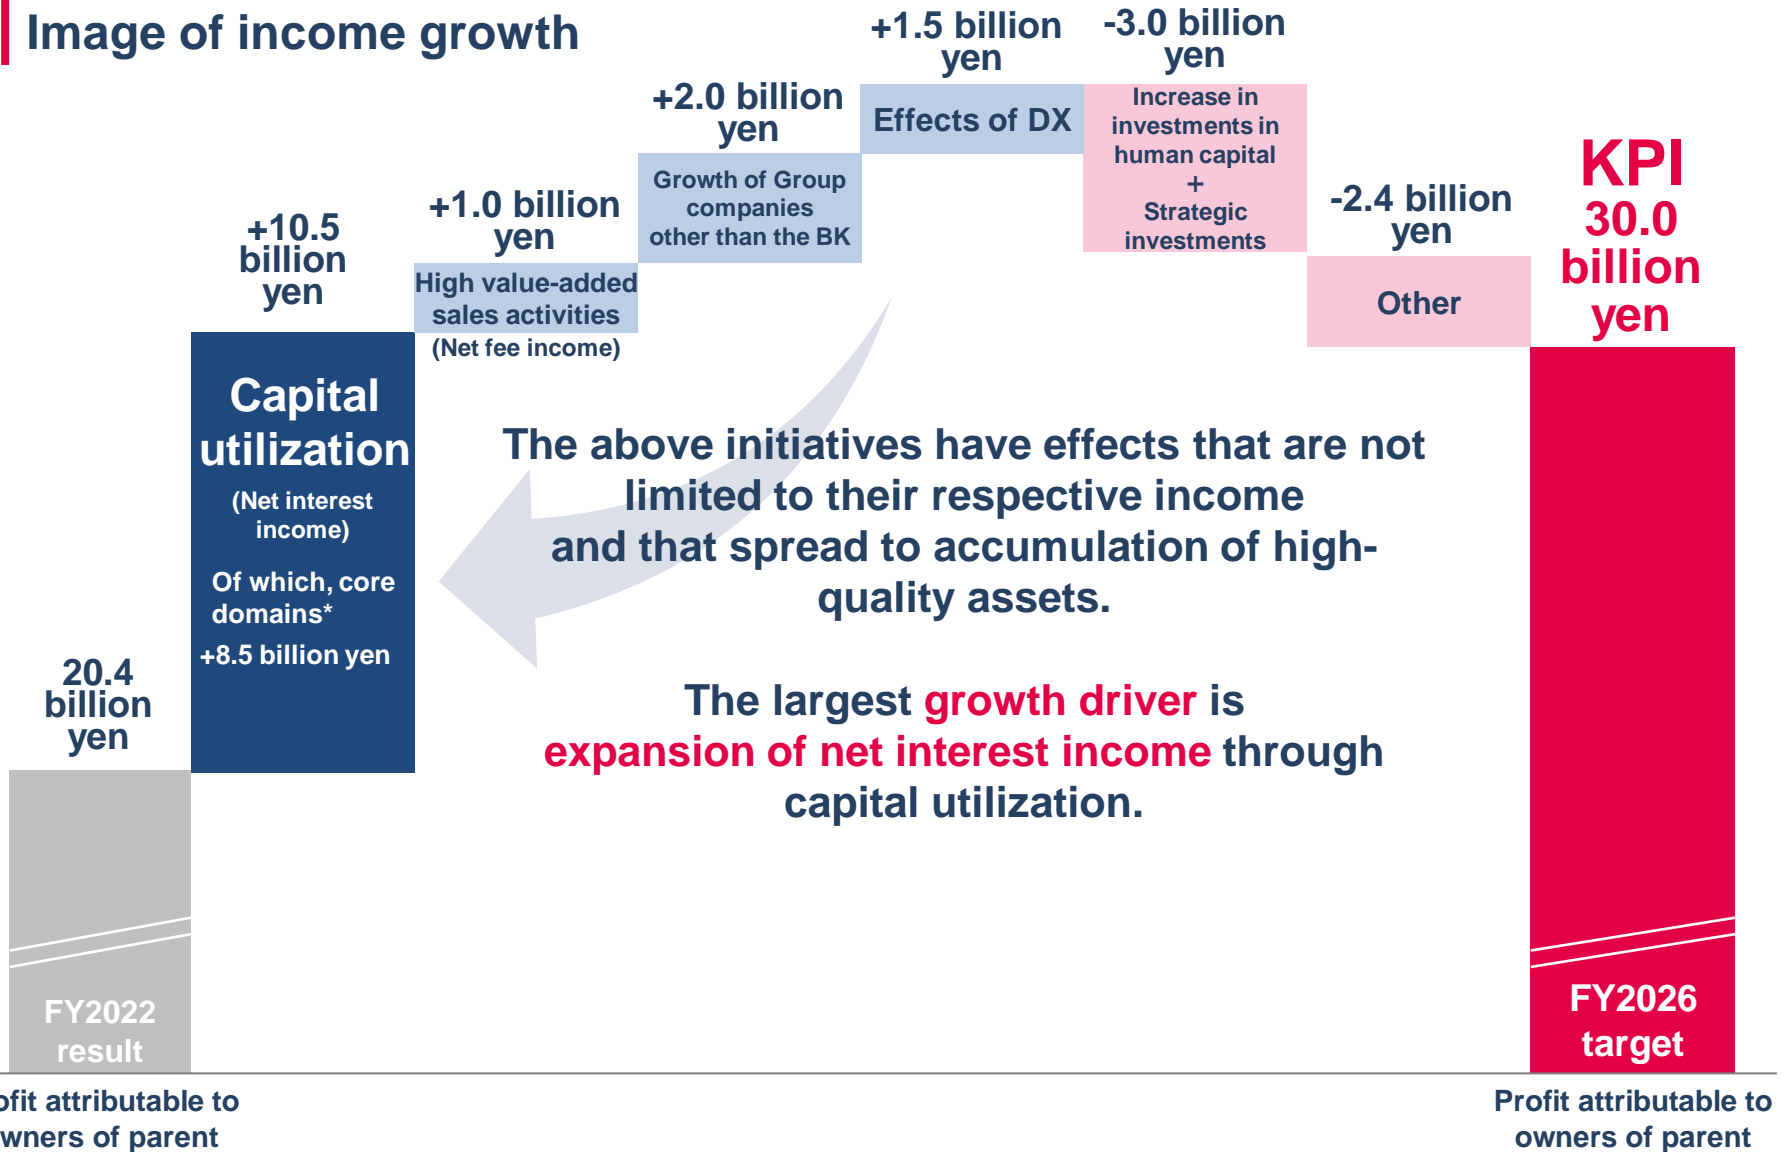 Image of income growth
+1.5 billion
yen
-3.0 billion
yen
+2.0 billion
yen
Effects of DX
Increase in
investments in
human capital
+
Strategic
investments
Growth of Group
companies
other than the BK
+1.0 billion
yen
-2.4 billion
yen
KPI
30.0
billion
yen
+10.5
billion
yen
High value-added
sales activities
(Net fee income)
Other
Capital
utilization
(Net interest
income)
Of which, core
domains*
+8.5 billion yen
The above initiatives have effects that are not
limited to their respective income
and that spread to accumulation of high-
quality assets.
The largest growth driver is
expansion of net interest income through
capital utilization.
20.4
billion
yen
FY2022
result
FY2026
target
ofit attributable to
wners of parent
Profit attributable to
owners of parent